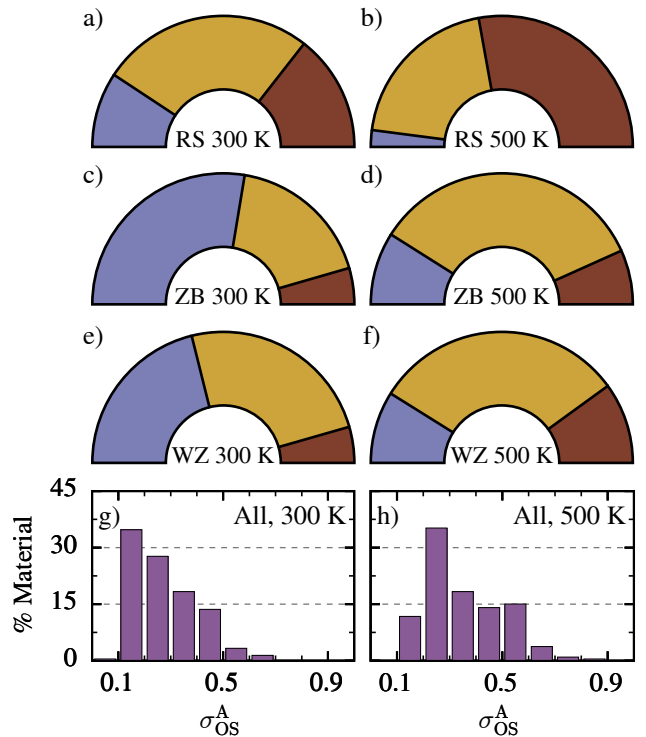 a) b)
RS 300 K RS 500 K
c) d)
ZB 300 K ZB 500 K
e) f)
WZ 300 K WZ 500 K
45
g) All, 300 K h) All, 500 K
30
15
0
% Material
0.1 0.5 0.9 0.1 0.5 0.9
σ^A_OS σ^A_OS